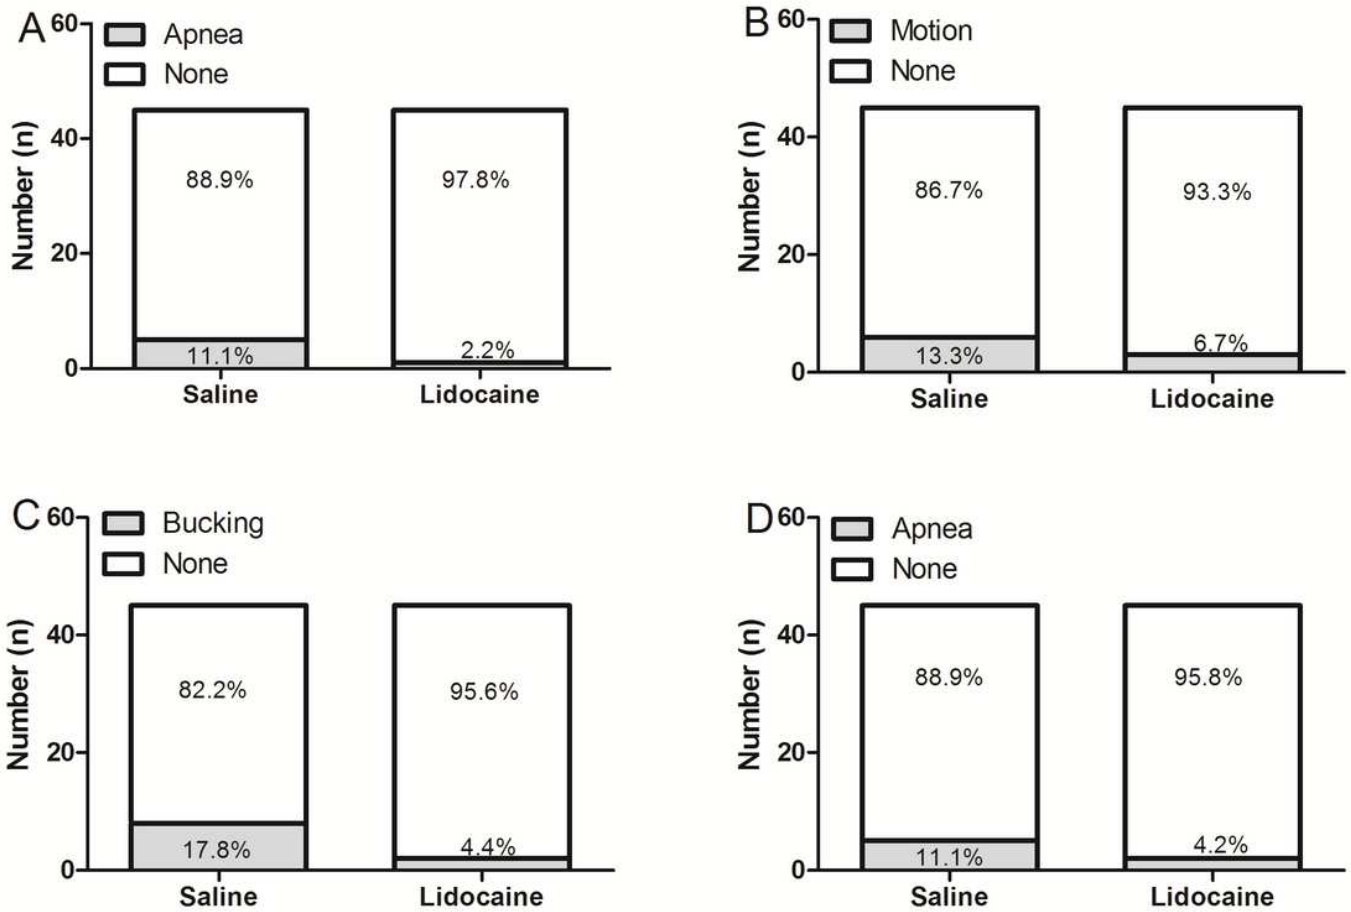 A
60
Apnea
None
40
88.9%
97.8%
Number (n)
20
11.1%
2.2%
0
Saline
Lidocaine
B
60
Motion
None
40
86.7%
93.3%
Number (n)
20
13.3%
6.7%
0
Saline
Lidocaine
C
60
Bucking
None
40
82.2%
95.6%
Number (n)
20
17.8%
4.4%
0
Saline
Lidocaine
D
60
Apnea
None
40
88.9%
95.8%
Number (n)
20
11.1%
4.2%
0
Saline
Lidocaine